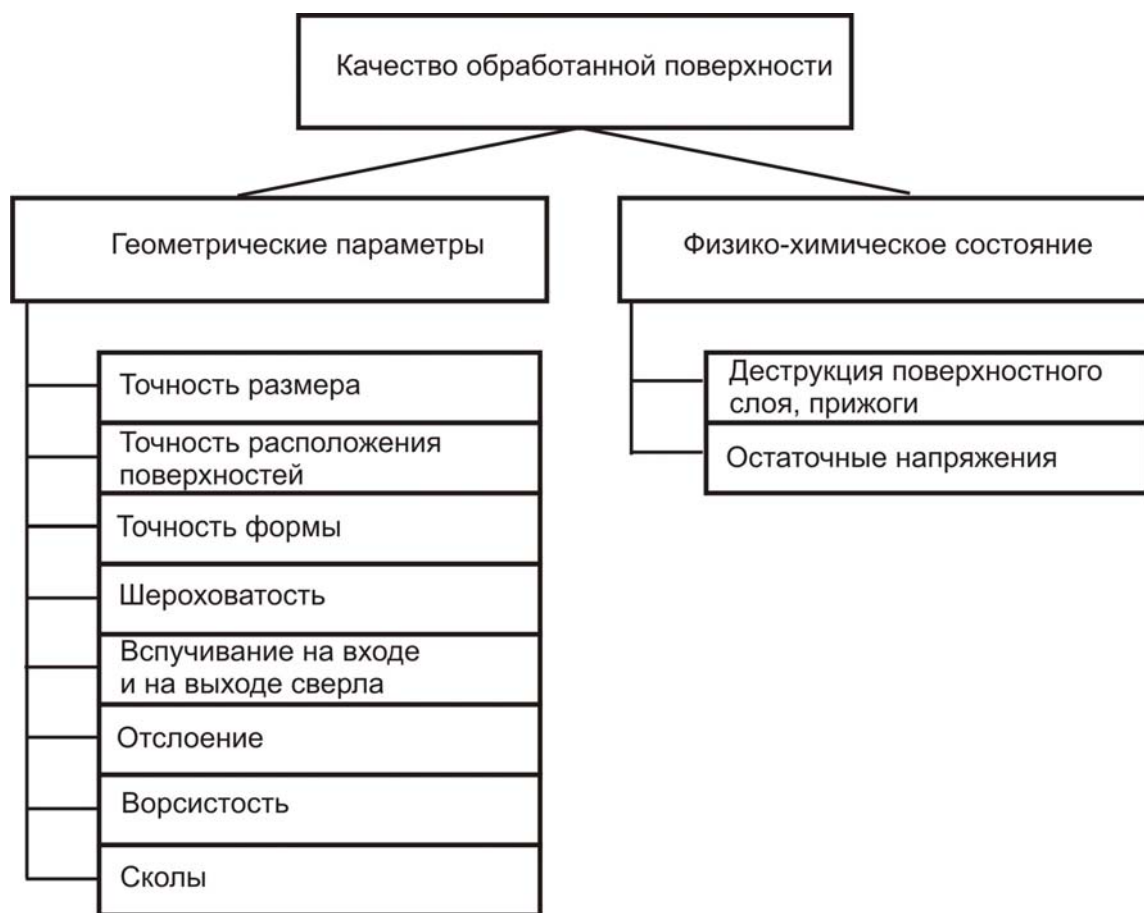 Качество обработанной поверхности
Геометрические параметры
Физико-химическое состояние
Точность размера
Точность расположения
поверхностей
Точность формы
Шероховатость
Вспучивание на входе
и на выходе сверла
Отслоение
Ворсистость
Сколы
Деструкция поверхностного
слоя, прижоги
Остаточные напряжения